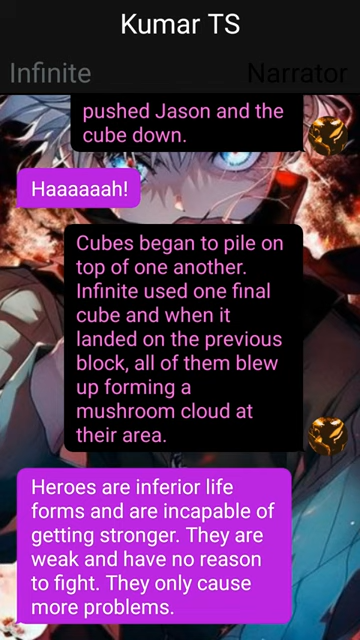 Kumar TS
Infinite
Narrator
pushed Jason and the
cube down.
Haaaaaah!
Cubes began to pile on
top of one another.
Infinite used one final
cube and when it
landed on the previous
block, all of them blew
up forming a
mushroom cloud at
their area.
Heroes are inferior life
forms and are incapable of
getting stronger. They are
weak and have no reason
to fight. They only cause
more problems.